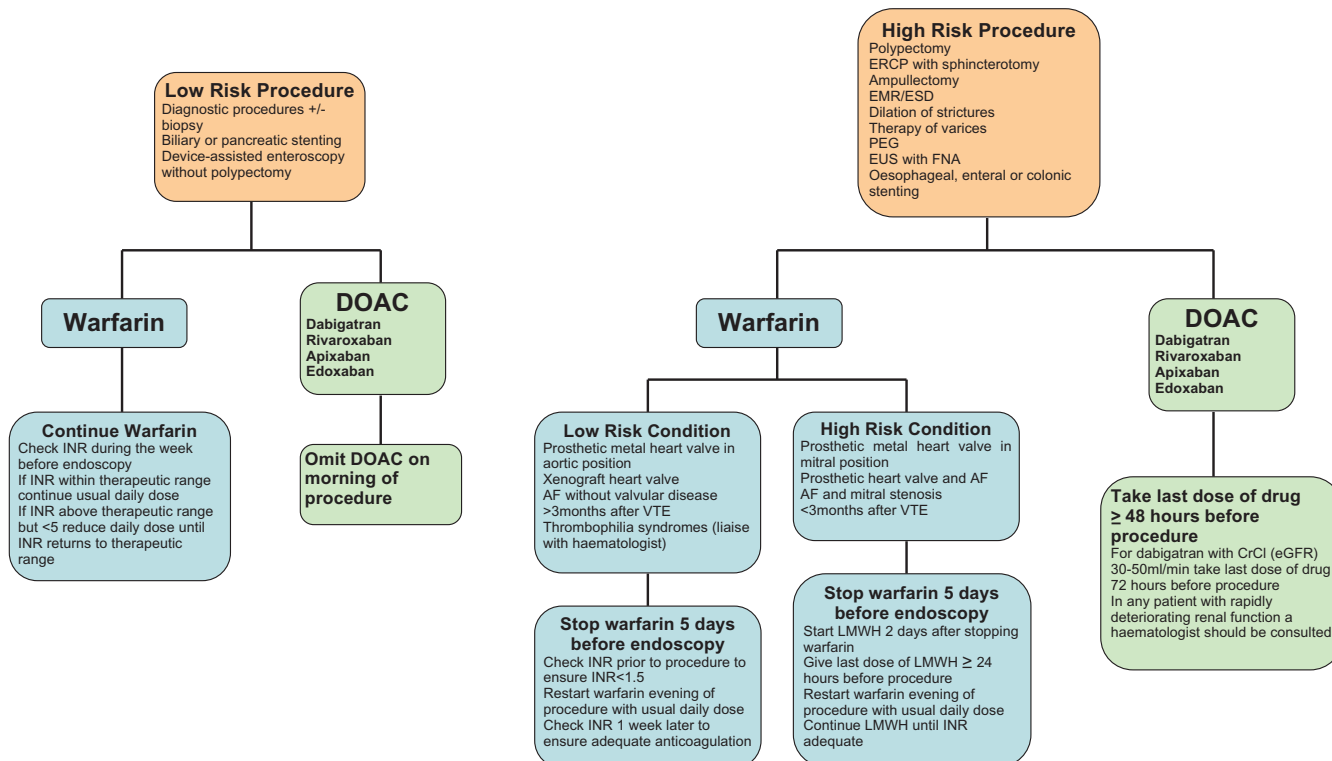 Low Risk Procedure
Diagnostic procedures +/-
biopsy
Biliary or pancreatic stenting
Device-assisted enteroscopy
without polypectomy
Warfarin
DOAC
Dabigatran
Rivaroxaban
Apixaban
Edoxaban
Continue Warfarin
Check INR during the week
before endoscopy
If INR within therapeutic range
continue usual daily dose
If INR above therapeutic range
but <5 reduce daily dose until
INR returns to therapeutic
range
Omit DOAC on
morning of
procedure
High Risk Procedure
Polypectomy
ERCP with sphincterotomy
Ampullectomy
EMR/ESD
Dilation of strictures
Therapy of varices
PEG
EUS with FNA
Oesophageal, enteral or colonic
stenting
Warfarin
Low Risk Condition
Prosthetic metal heart valve in
aortic position
Xenograft heart valve
AF without valvular disease
>3months after VTE
Thrombophilia syndromes (liaise
with haematologist)
Stop warfarin 5 days
before endoscopy
Check INR prior to procedure to
ensure INR<1.5
Restart warfarin evening of
procedure with usual daily dose
Check INR 1 week later to
ensure adequate anticoagulation
High Risk Condition
Prosthetic metal heart valve in
mitral position
Prosthetic heart valve and AF
AF and mitral stenosis
<3months after VTE
Stop warfarin 5 days
before endoscopy
Start LMWH 2 days after stopping
warfarin
Give last dose of LMWH ≥ 24
hours before procedure
Restart warfarin evening of
procedure with usual daily dose
Continue LMWH until INR
adequate
DOAC
Dabigatran
Rivaroxaban
Apixaban
Edoxaban
Take last dose of drug
≥ 48 hours before
procedure
For dabigatran with CrCl (eGFR)
30-50ml/min take last dose of drug
72 hours before procedure
In any patient with rapidly
deteriorating renal function a
haematologist should be consulted